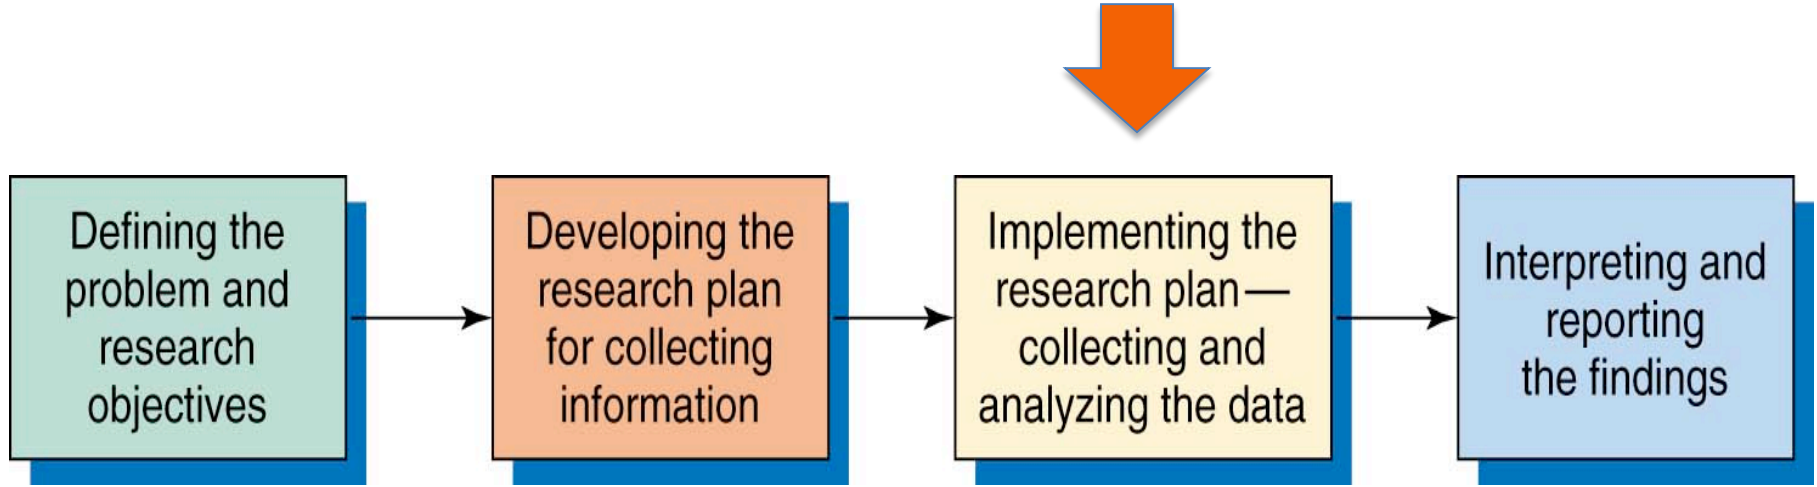 Defining the
problem and
research
objectives
Developing the
research plan
for collecting
information
Implementing the
research plan—
collecting and
analyzing the data
Interpreting and
reporting
the findings